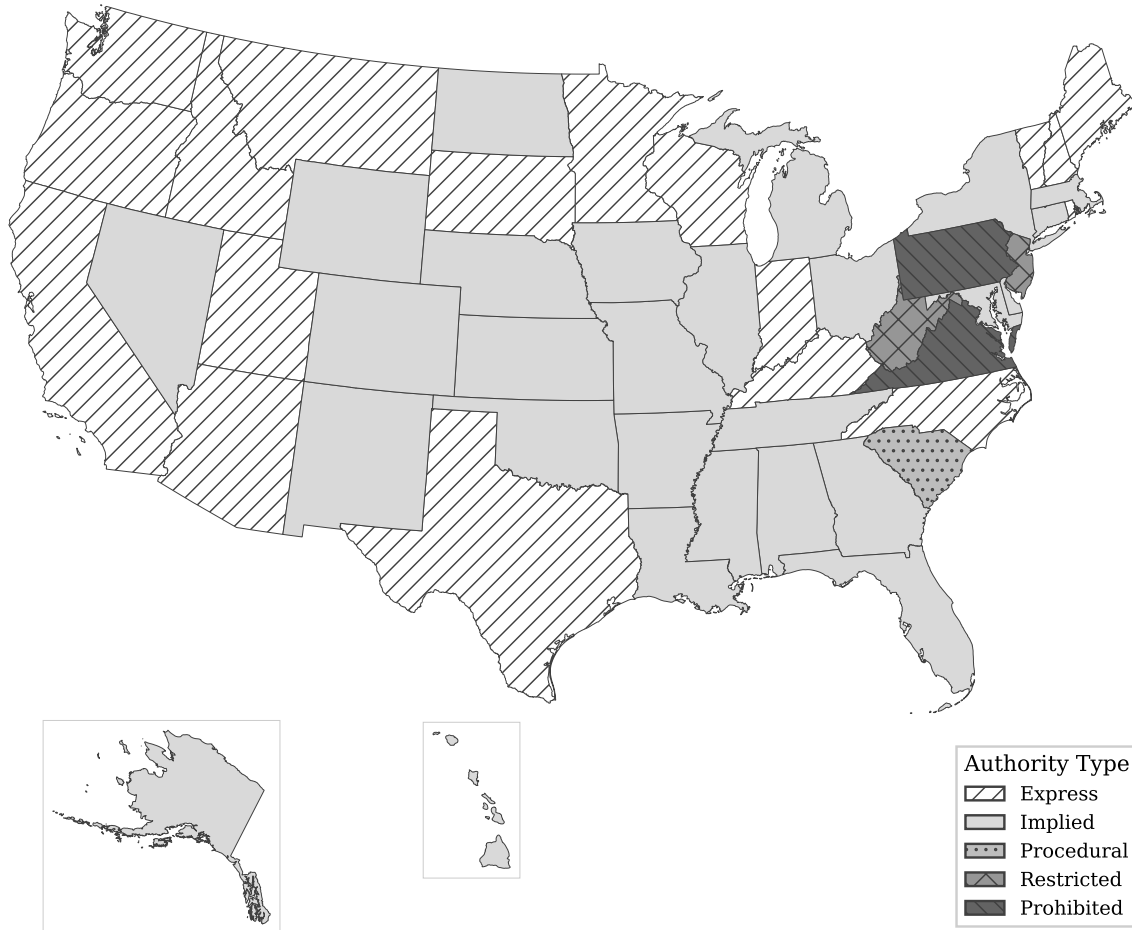 Authority Type
Express
Implied
Procedural
Restricted
Prohibited